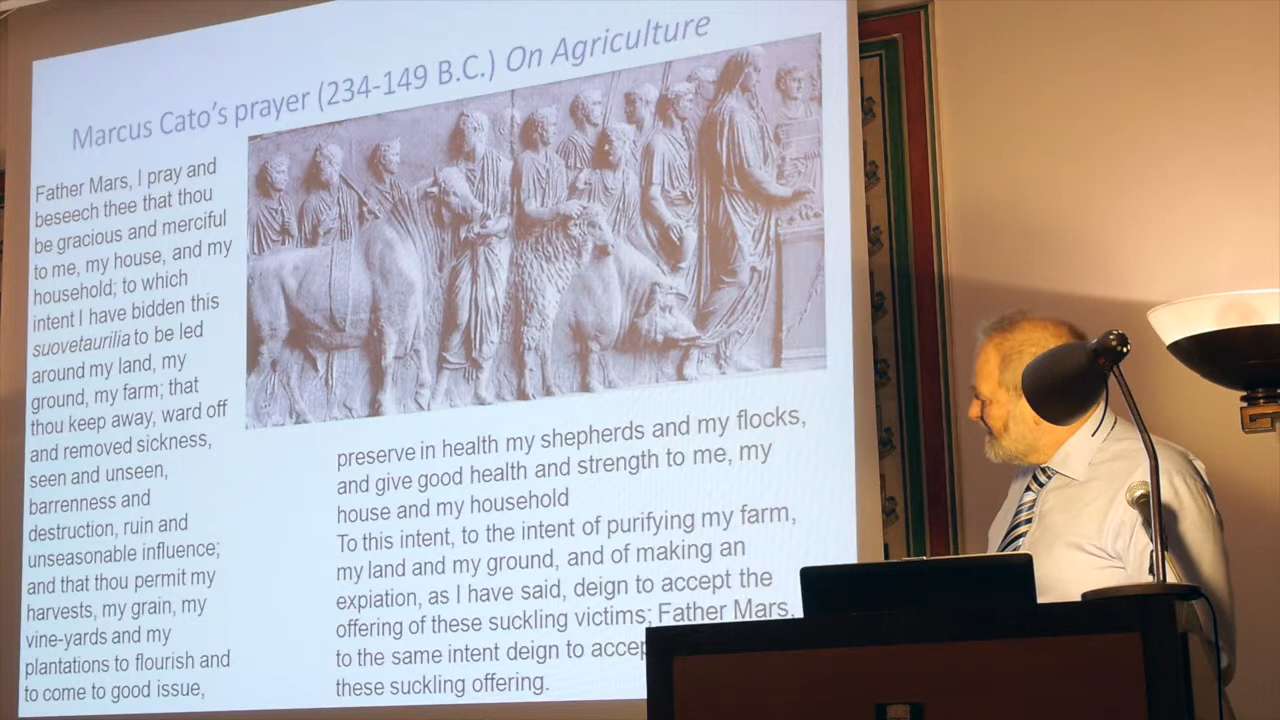 Marcus Cato's prayer (234-149 B.C.) On Agriculture
Father Mars, I pray and
beseech thee that thou
be gracious and merciful
to me, my house, and my
household; to which
intent I have bidden this
suovetaurilia to be led
around my land, my
ground, my farm; that
thou keep away, ward off
and removed sickness,
seen and unseen,
barrenness and
destruction, ruin and
unseasonable influence;
and that thou permit my
harvests, my grain, my
vine-yards and my
plantations to flourish and
to come to good issue,
preserve in health my shepherds and my flocks,
and give good health and strength to me, my
house and my household
To this intent, to the intent of purifying my farm,
my land and my ground, and of making an
expiation, as I have said, deign to accept the
offering of these suckling victims; Father Mars,
to the same intent deign to accep
these suckling offering.